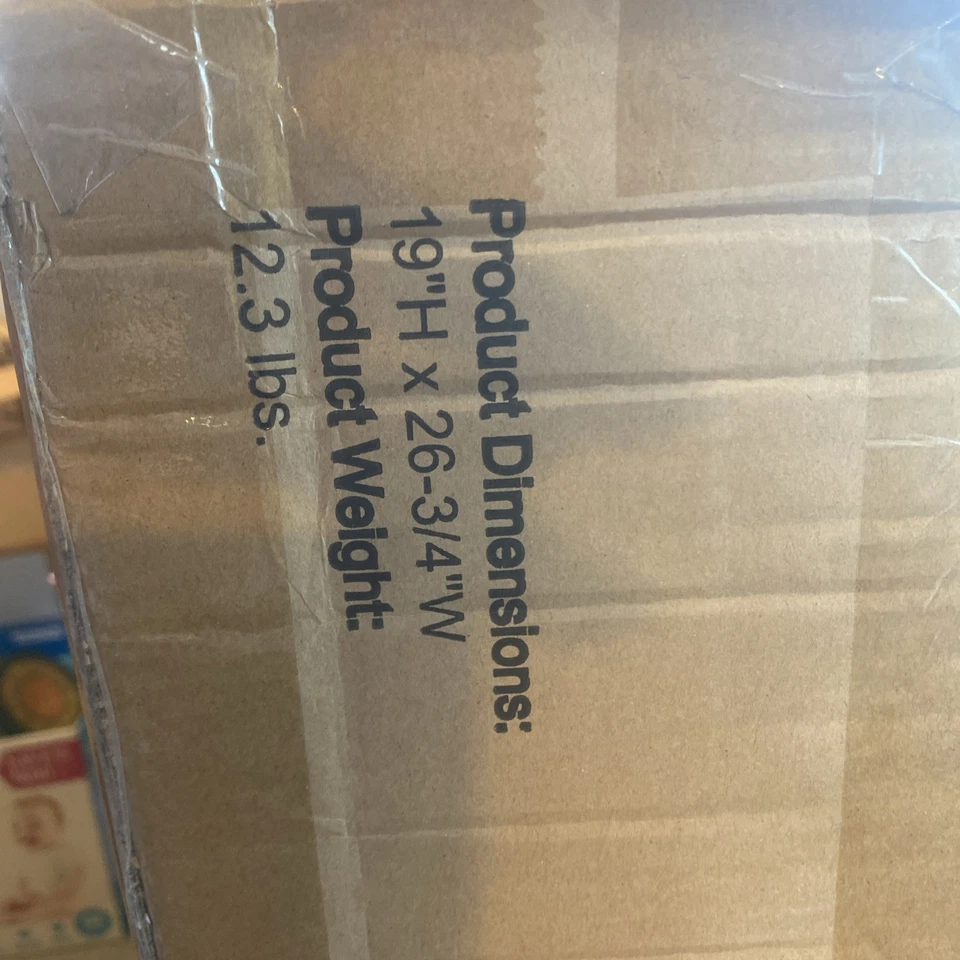 Product Dimensions:
19"H x 26-3/4"W
Product Weight:
12.3 lbs.